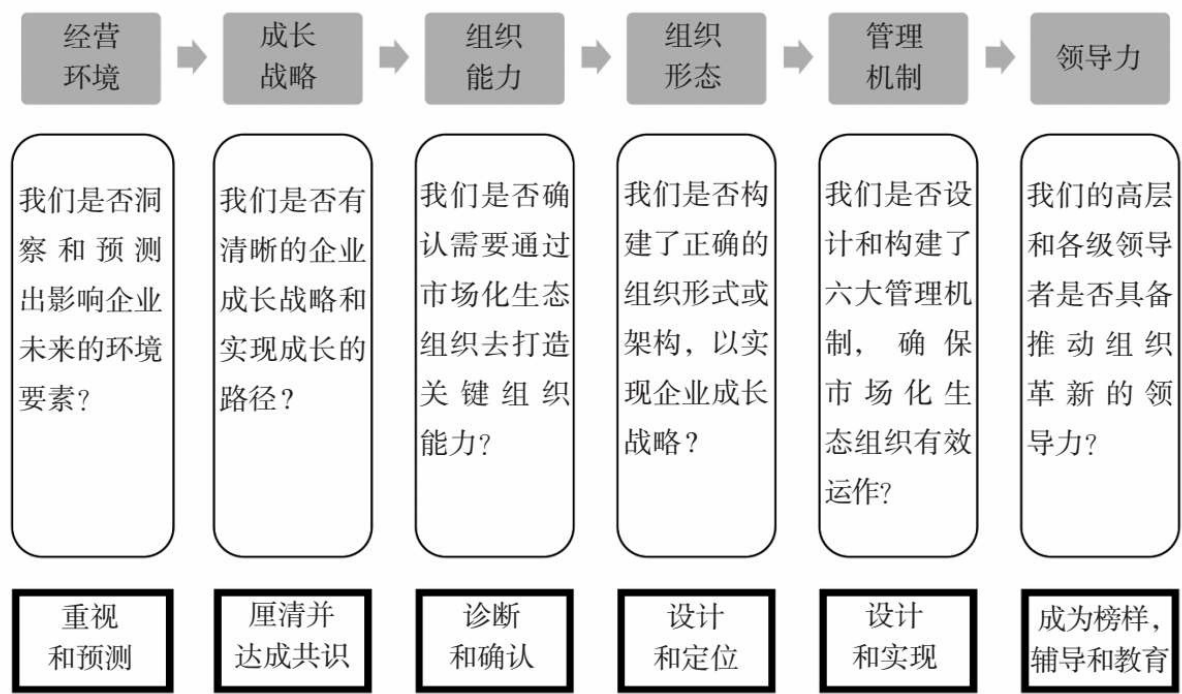 经营
环境
成长
战略
组织
能力
组织
形态
管理
机制
领导力
我们是否洞
察和预测
出影响企业
未来的环境
要素？
我们是否有
清晰的企业
成长战略和
实现成长的
路径？
我们是否确
认需要通过
市场化生态
组织去打造
关键组织
能力？
我们是否构
建了正确的
组织形式或
架构，以实
现企业成长
战略？
我们是否设
计和构建了
六大管理机
制，确保
市场化生
态组织有效
运作？
我们的高层
和各级领导
者是否具备
推动组织
革新的领
导力？
重视
和预测
厘清并
达成共识
诊断
和确认
设计
和定位
设计
和实现
成为榜样，
辅导和教育